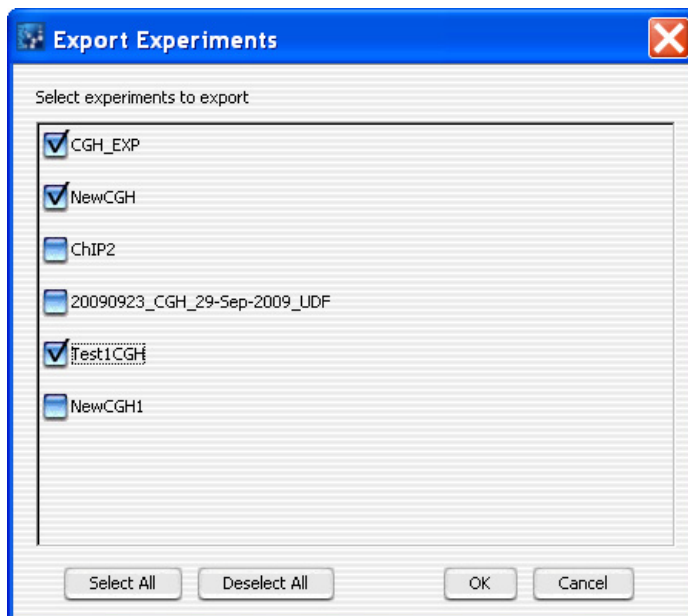 Export Experiments
Select experiments to export
CGH_EXP
NewCGH
ChIP2
20090923_CGH_29-Sep-2009_UDF
Test1CGH
NewCGH1
Select All Deselect All OK Cancel